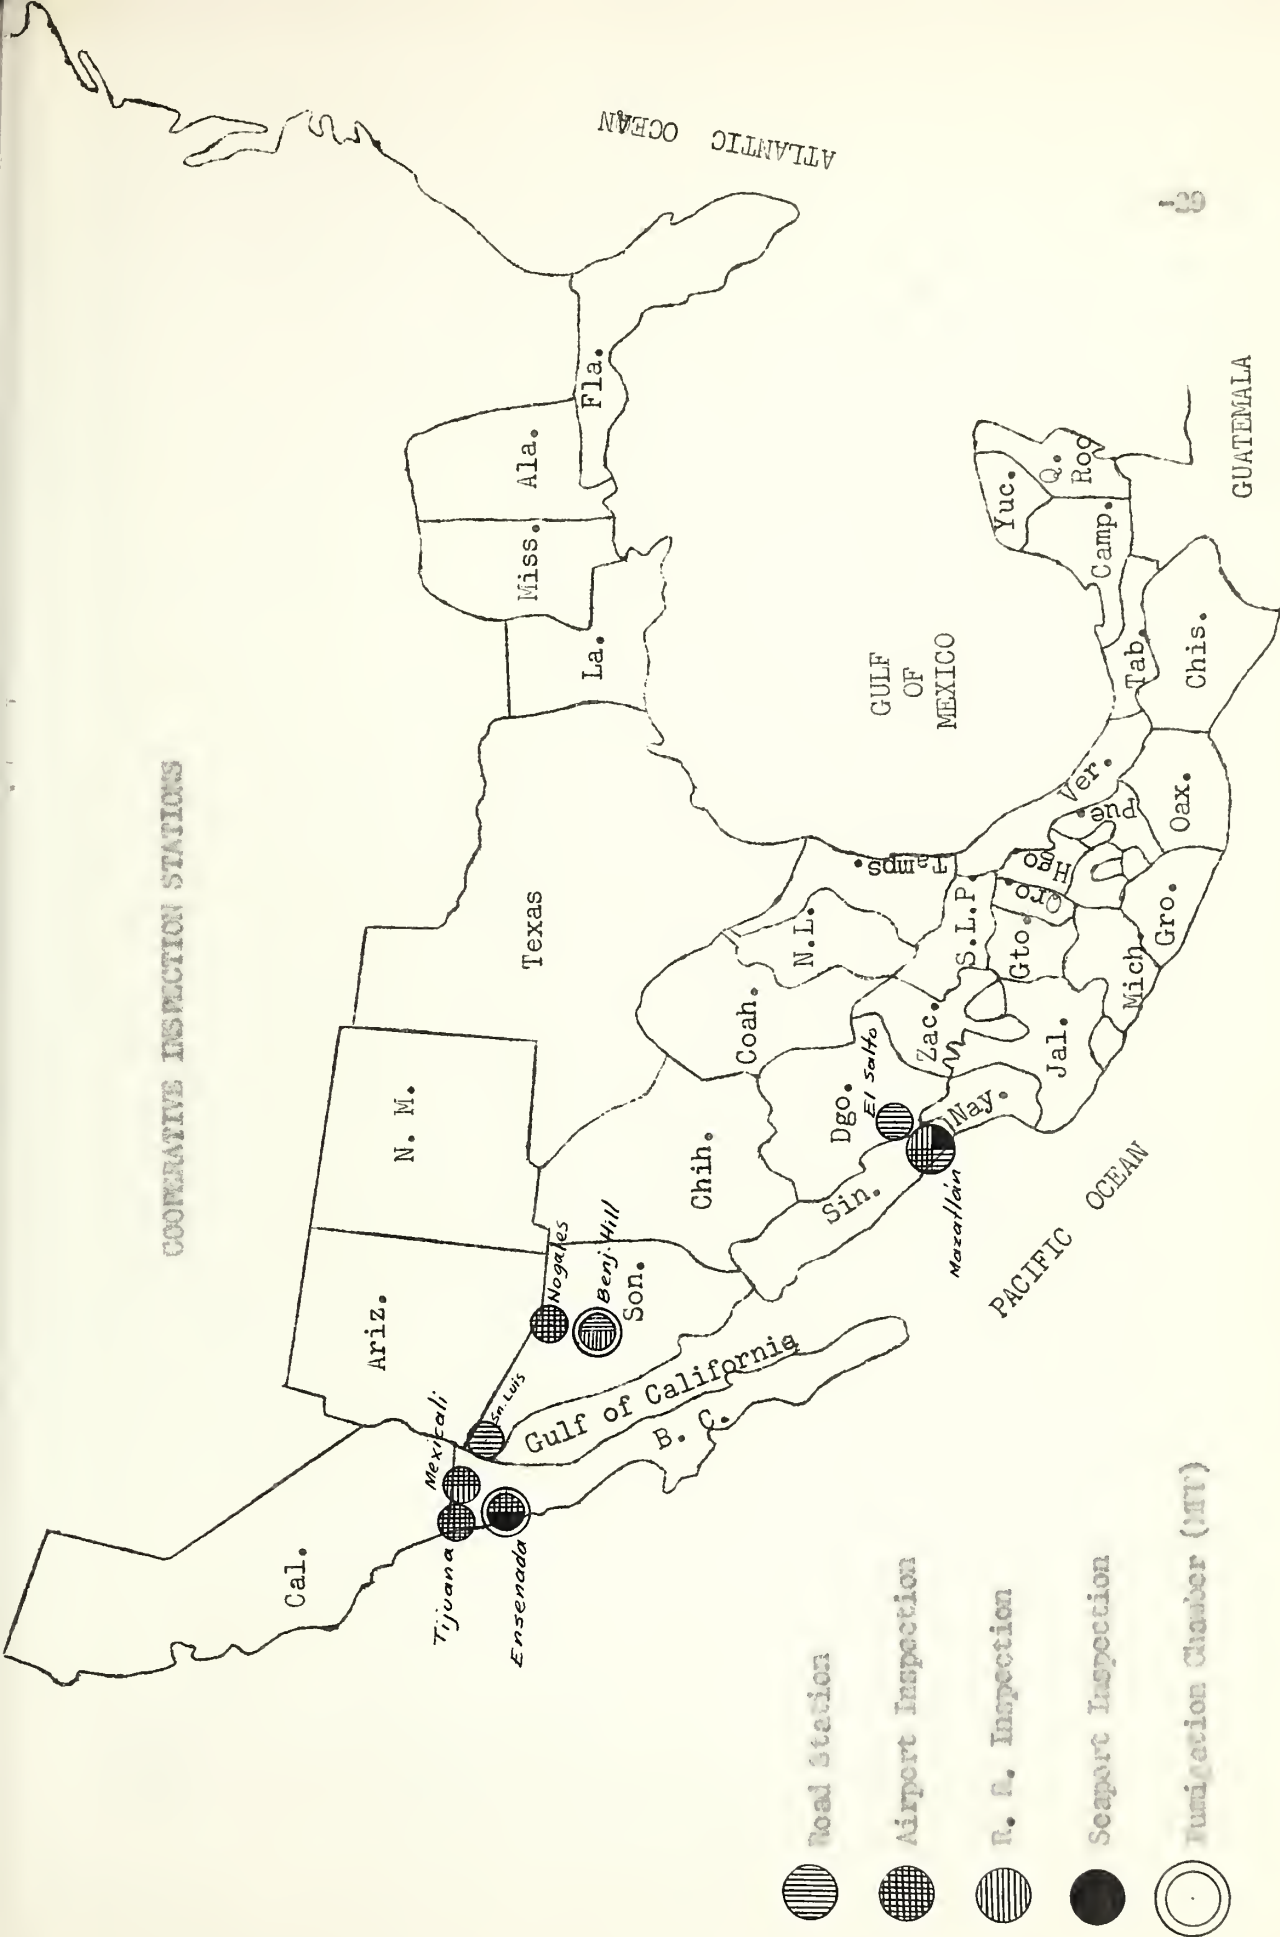 COOPERATIVE INSPECTION STATIONS
ATLANTIC OCEAN
Cal.
Ariz.
N. M.
Texas
La.
Miss.
Ala.
Fla.
Tijuana
Mexicali
Ensenada
Sn. Luis
Nogales
Benj. Hill
Son.
Gulf of California
B. C.
Chih.
Coah.
N.L.
Tamps.
GULF
OF
MEXICO
Sin.
Dgo.
El Salto
Mazatlán
Zac.
S.L.P.
Nay.
Jal.
Gto.
Qro.
Hgo
Mich.
Gro.
Pue.
Ver.
Oax.
Tab.
Chis.
Camp.
Yuc.
Q.
Roo
GUATEMALA
PACIFIC OCEAN
Road Station
Airport Inspection
R. R. Inspection
Seaport Inspection
Fumigation Chamber